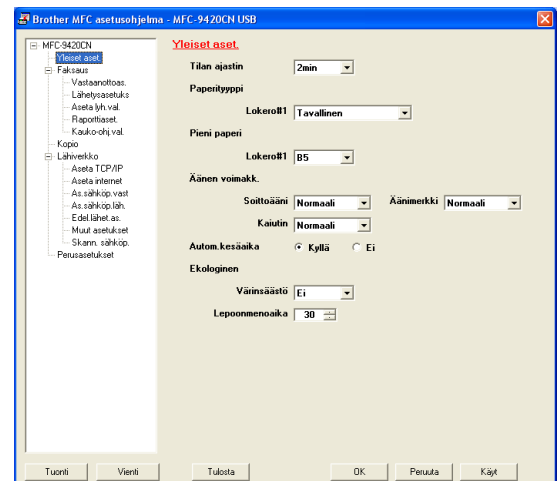 Brother MFC asetusohjelma - MFC-9420CN USB
MFC-9420CN
Yleiset aset.
Faksaus
Vastaanottoas.
Lähetysasetuks
Aseta lyh.val.
Raporttiaset.
Kauko-ohj.val.
Kopio
Lähiverkko
Aseta TCP/IP
Aseta internet
As.sähköp.vast
As.sähköp.läh.
Edel.lähet.as.
Muut asetukset
Skann. sähköp.
Perusasetukset
Yleiset aset.
Tilan ajastin 2min
Paperityyppi
Lokero#1 Tavallinen
Pieni paperi
Lokero#1 B5
Äänen voimakk.
Soittoääni Normaali Äänimerkki Normaali
Kaiutin Normaali
Autom.kesäaika Kyllä Ei
Ekologinen
Värinsäästö Ei
Lepoonmenoaika 30
Tuonti Vienti Tulosta OK Peruuta Käyt